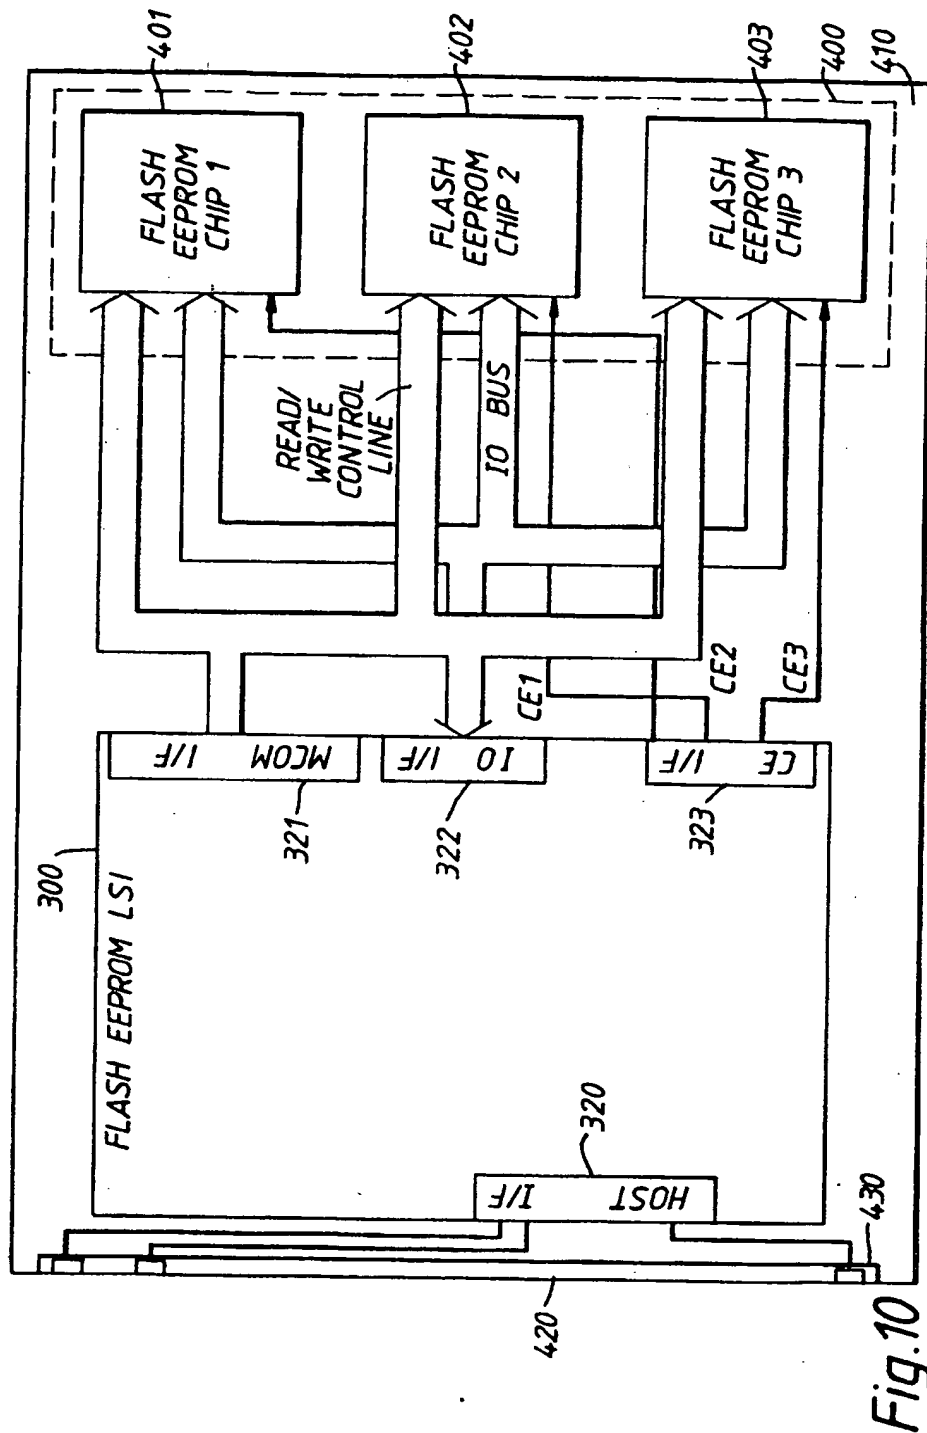 FLASH EEPROM LSI
300
HOST I/F
320
420
430
MCOM I/F
321
IO I/F
322
CE I/F
323
CE1
CE2
CE3
READ/
WRITE
CONTROL
LINE
IO BUS
FLASH
EEPROM
CHIP 1
401
FLASH
EEPROM
CHIP 2
402
FLASH
EEPROM
CHIP 3
403
400
410
Fig.10